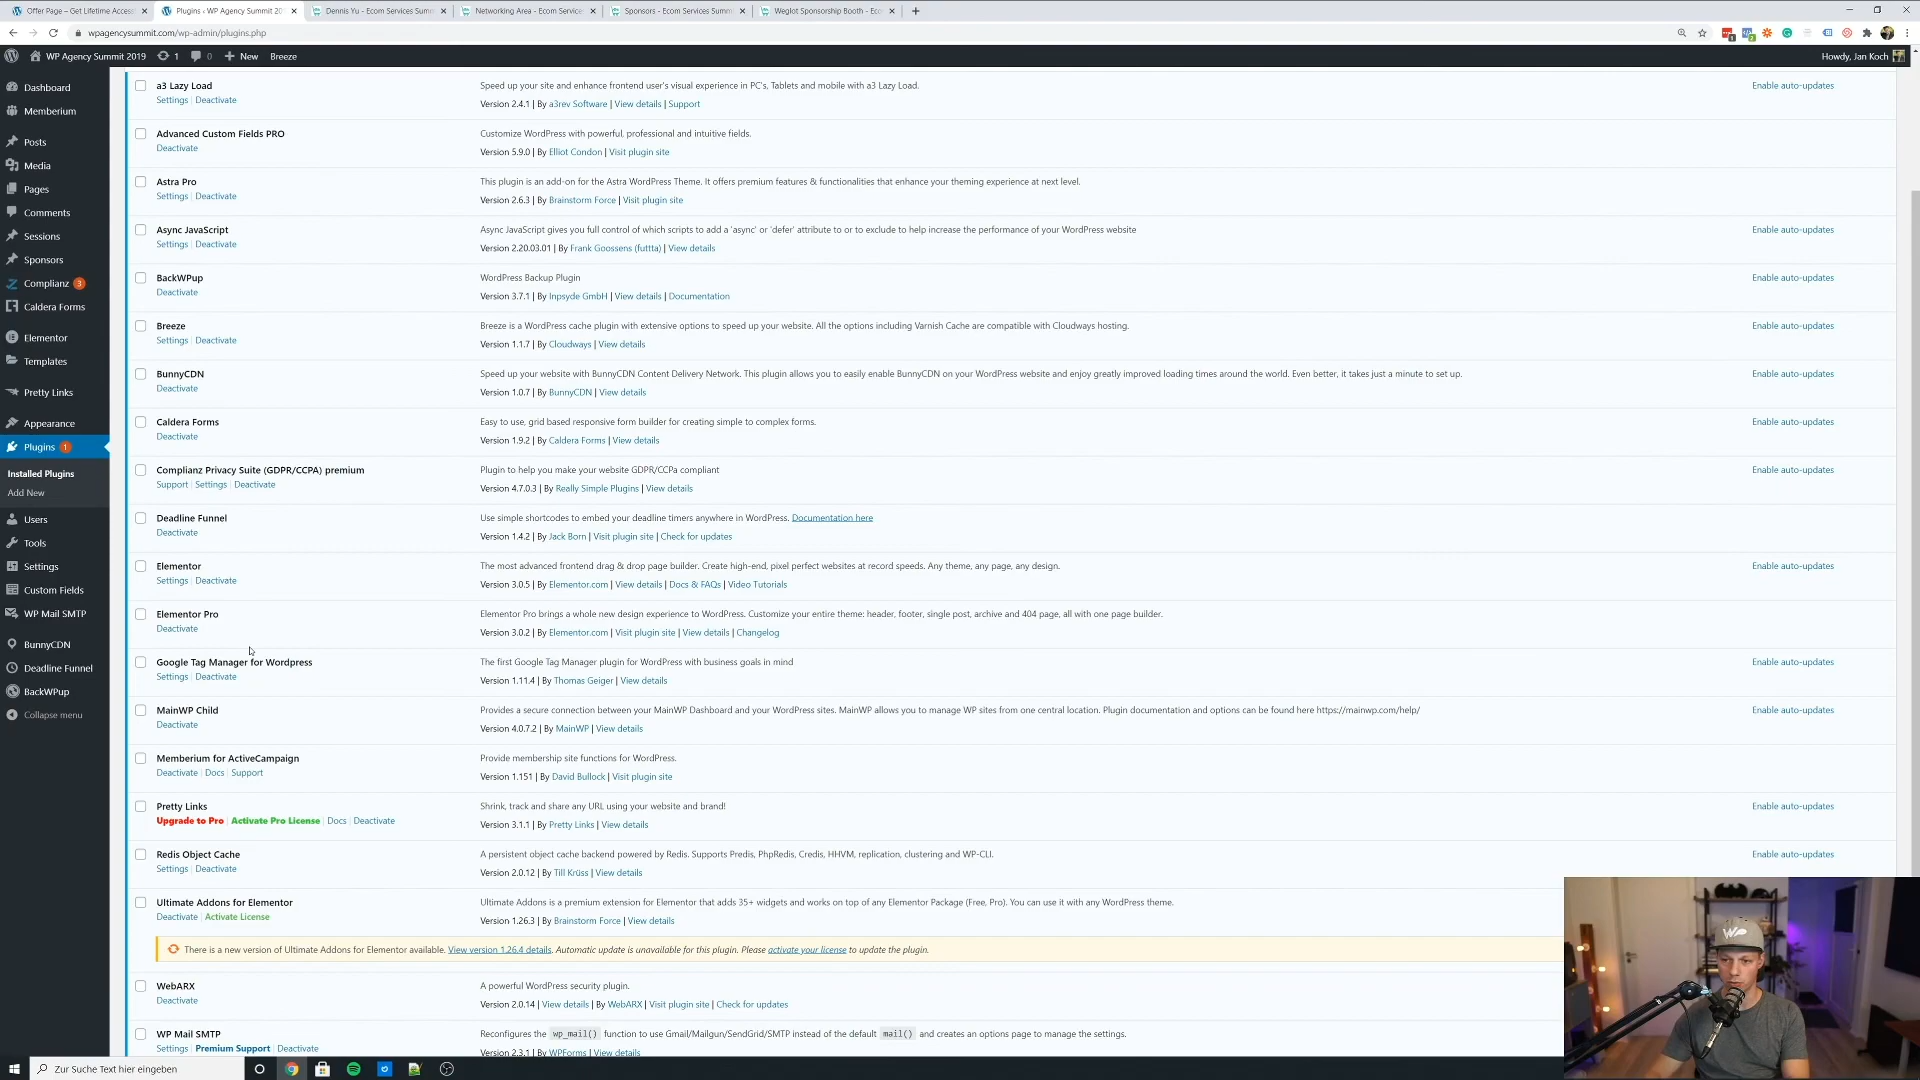 Offer Page – Get Lifetime Access
Plugins ‹ WP Agency Summit 20
Dennis Yu - Ecom Services Summ
Networking Area - Ecom Service
Sponsors - Ecom Services Summi
Weglot Sponsorship Booth - Ec
wpagencysummit.com/wp-admin/plugins.php
WP Agency Summit 2019
1
0
New
Breeze
Howdy, Jan Koch
Dashboard
Memberium
Posts
Media
Pages
Comments
Sessions
Sponsors
Complianz 3
Caldera Forms
Elementor
Templates
Pretty Links
Appearance
Plugins 1
Installed Plugins
Add New
Users
Tools
Settings
Custom Fields
WP Mail SMTP
BunnyCDN
Deadline Funnel
BackWPup
Collapse menu
a3 Lazy Load
Settings | Deactivate
Speed up your site and enhance frontend user's visual experience in PC's, Tablets and mobile with a3 Lazy Load.
Version 2.4.1 | By a3rev Software | View details | Support
Enable auto-updates
Advanced Custom Fields PRO
Deactivate
Customize WordPress with powerful, professional and intuitive fields.
Version 5.9.0 | By Elliot Condon | Visit plugin site
Astra Pro
Settings | Deactivate
This plugin is an add-on for the Astra WordPress Theme. It offers premium features & functionalities that enhance your theming experience at next level.
Version 2.6.3 | By Brainstorm Force | Visit plugin site
Async JavaScript
Settings | Deactivate
Async JavaScript gives you full control of which scripts to add a 'async' or 'defer' attribute to or to exclude to help increase the performance of your WordPress website
Version 2.20.03.01 | By Frank Goossens (futtta) | View details
Enable auto-updates
BackWPup
Deactivate
WordPress Backup Plugin
Version 3.7.1 | By Inpsyde GmbH | View details | Documentation
Enable auto-updates
Breeze
Settings | Deactivate
Breeze is a WordPress cache plugin with extensive options to speed up your website. All the options including Varnish Cache are compatible with Cloudways hosting.
Version 1.1.7 | By Cloudways | View details
Enable auto-updates
BunnyCDN
Deactivate
Speed up your website with BunnyCDN Content Delivery Network. This plugin allows you to easily enable BunnyCDN on your WordPress website and enjoy greatly improved loading times around the world. Even better, it takes just a minute to set up.
Version 1.0.7 | By BunnyCDN | View details
Enable auto-updates
Caldera Forms
Deactivate
Easy to use, grid based responsive form builder for creating simple to complex forms.
Version 1.9.2 | By Caldera Forms | View details
Enable auto-updates
Complianz Privacy Suite (GDPR/CCPA) premium
Support | Settings | Deactivate
Plugin to help you make your website GDPR/CCPa compliant
Version 4.7.0.3 | By Really Simple Plugins | View details
Enable auto-updates
Deadline Funnel
Deactivate
Use simple shortcodes to embed your deadline timers anywhere in WordPress. Documentation here
Version 1.4.2 | By Jack Born | Visit plugin site | Check for updates
Elementor
Settings | Deactivate
The most advanced frontend drag & drop page builder. Create high-end, pixel perfect websites at record speeds. Any theme, any page, any design.
Version 3.0.5 | By Elementor.com | View details | Docs & FAQs | Video Tutorials
Enable auto-updates
Elementor Pro
Deactivate
Elementor Pro brings a whole new design experience to WordPress. Customize your entire theme: header, footer, single post, archive and 404 page, all with one page builder.
Version 3.0.2 | By Elementor.com | Visit plugin site | View details | Changelog
Enable auto-updates
Google Tag Manager for Wordpress
Settings | Deactivate
The first Google Tag Manager plugin for WordPress with business goals in mind
Version 1.11.4 | By Thomas Geiger | View details
Enable auto-updates
MainWP Child
Deactivate
Provides a secure connection between your MainWP Dashboard and your WordPress sites. MainWP allows you to manage WP sites from one central location. Plugin documentation and options can be found here https://mainwp.com/help/
Version 4.0.7.2 | By MainWP | View details
Enable auto-updates
Memberium for ActiveCampaign
Deactivate | Docs | Support
Provide membership site functions for WordPress.
Version 1.151 | By David Bullock | Visit plugin site
Pretty Links
Upgrade to Pro | Activate Pro License | Docs | Deactivate
Shrink, track and share any URL using your website and brand!
Version 3.1.1 | By Pretty Links | View details
Enable auto-updates
Redis Object Cache
Settings | Deactivate
A persistent object cache backend powered by Redis. Supports Predis, PhpRedis, Credis, HHVM, replication, clustering and WP-CLI.
Version 2.0.12 | By Till Krüss | View details
Enable auto-updates
Ultimate Addons for Elementor
Deactivate | Activate License
Ultimate Addons is a premium extension for Elementor that adds 35+ widgets and works on top of any Elementor Package (Free, Pro). You can use it with any WordPress theme.
Version 1.26.3 | By Brainstorm Force | View details
There is a new version of Ultimate Addons for Elementor available. View version 1.26.4 details. Automatic update is unavailable for this plugin. Please activate your license to update the plugin.
WebARX
Deactivate
A powerful WordPress security plugin.
Version 2.0.14 | View details | By WebARX | Visit plugin site | Check for updates
WP Mail SMTP
Settings | Premium Support | Deactivate
Reconfigures the wp_mail() function to use Gmail/Mailgun/SendGrid/SMTP instead of the default mail() and creates an options page to manage the settings.
Version 2.3.1 | By WPForms | View details
Zur Suche Text hier eingeben